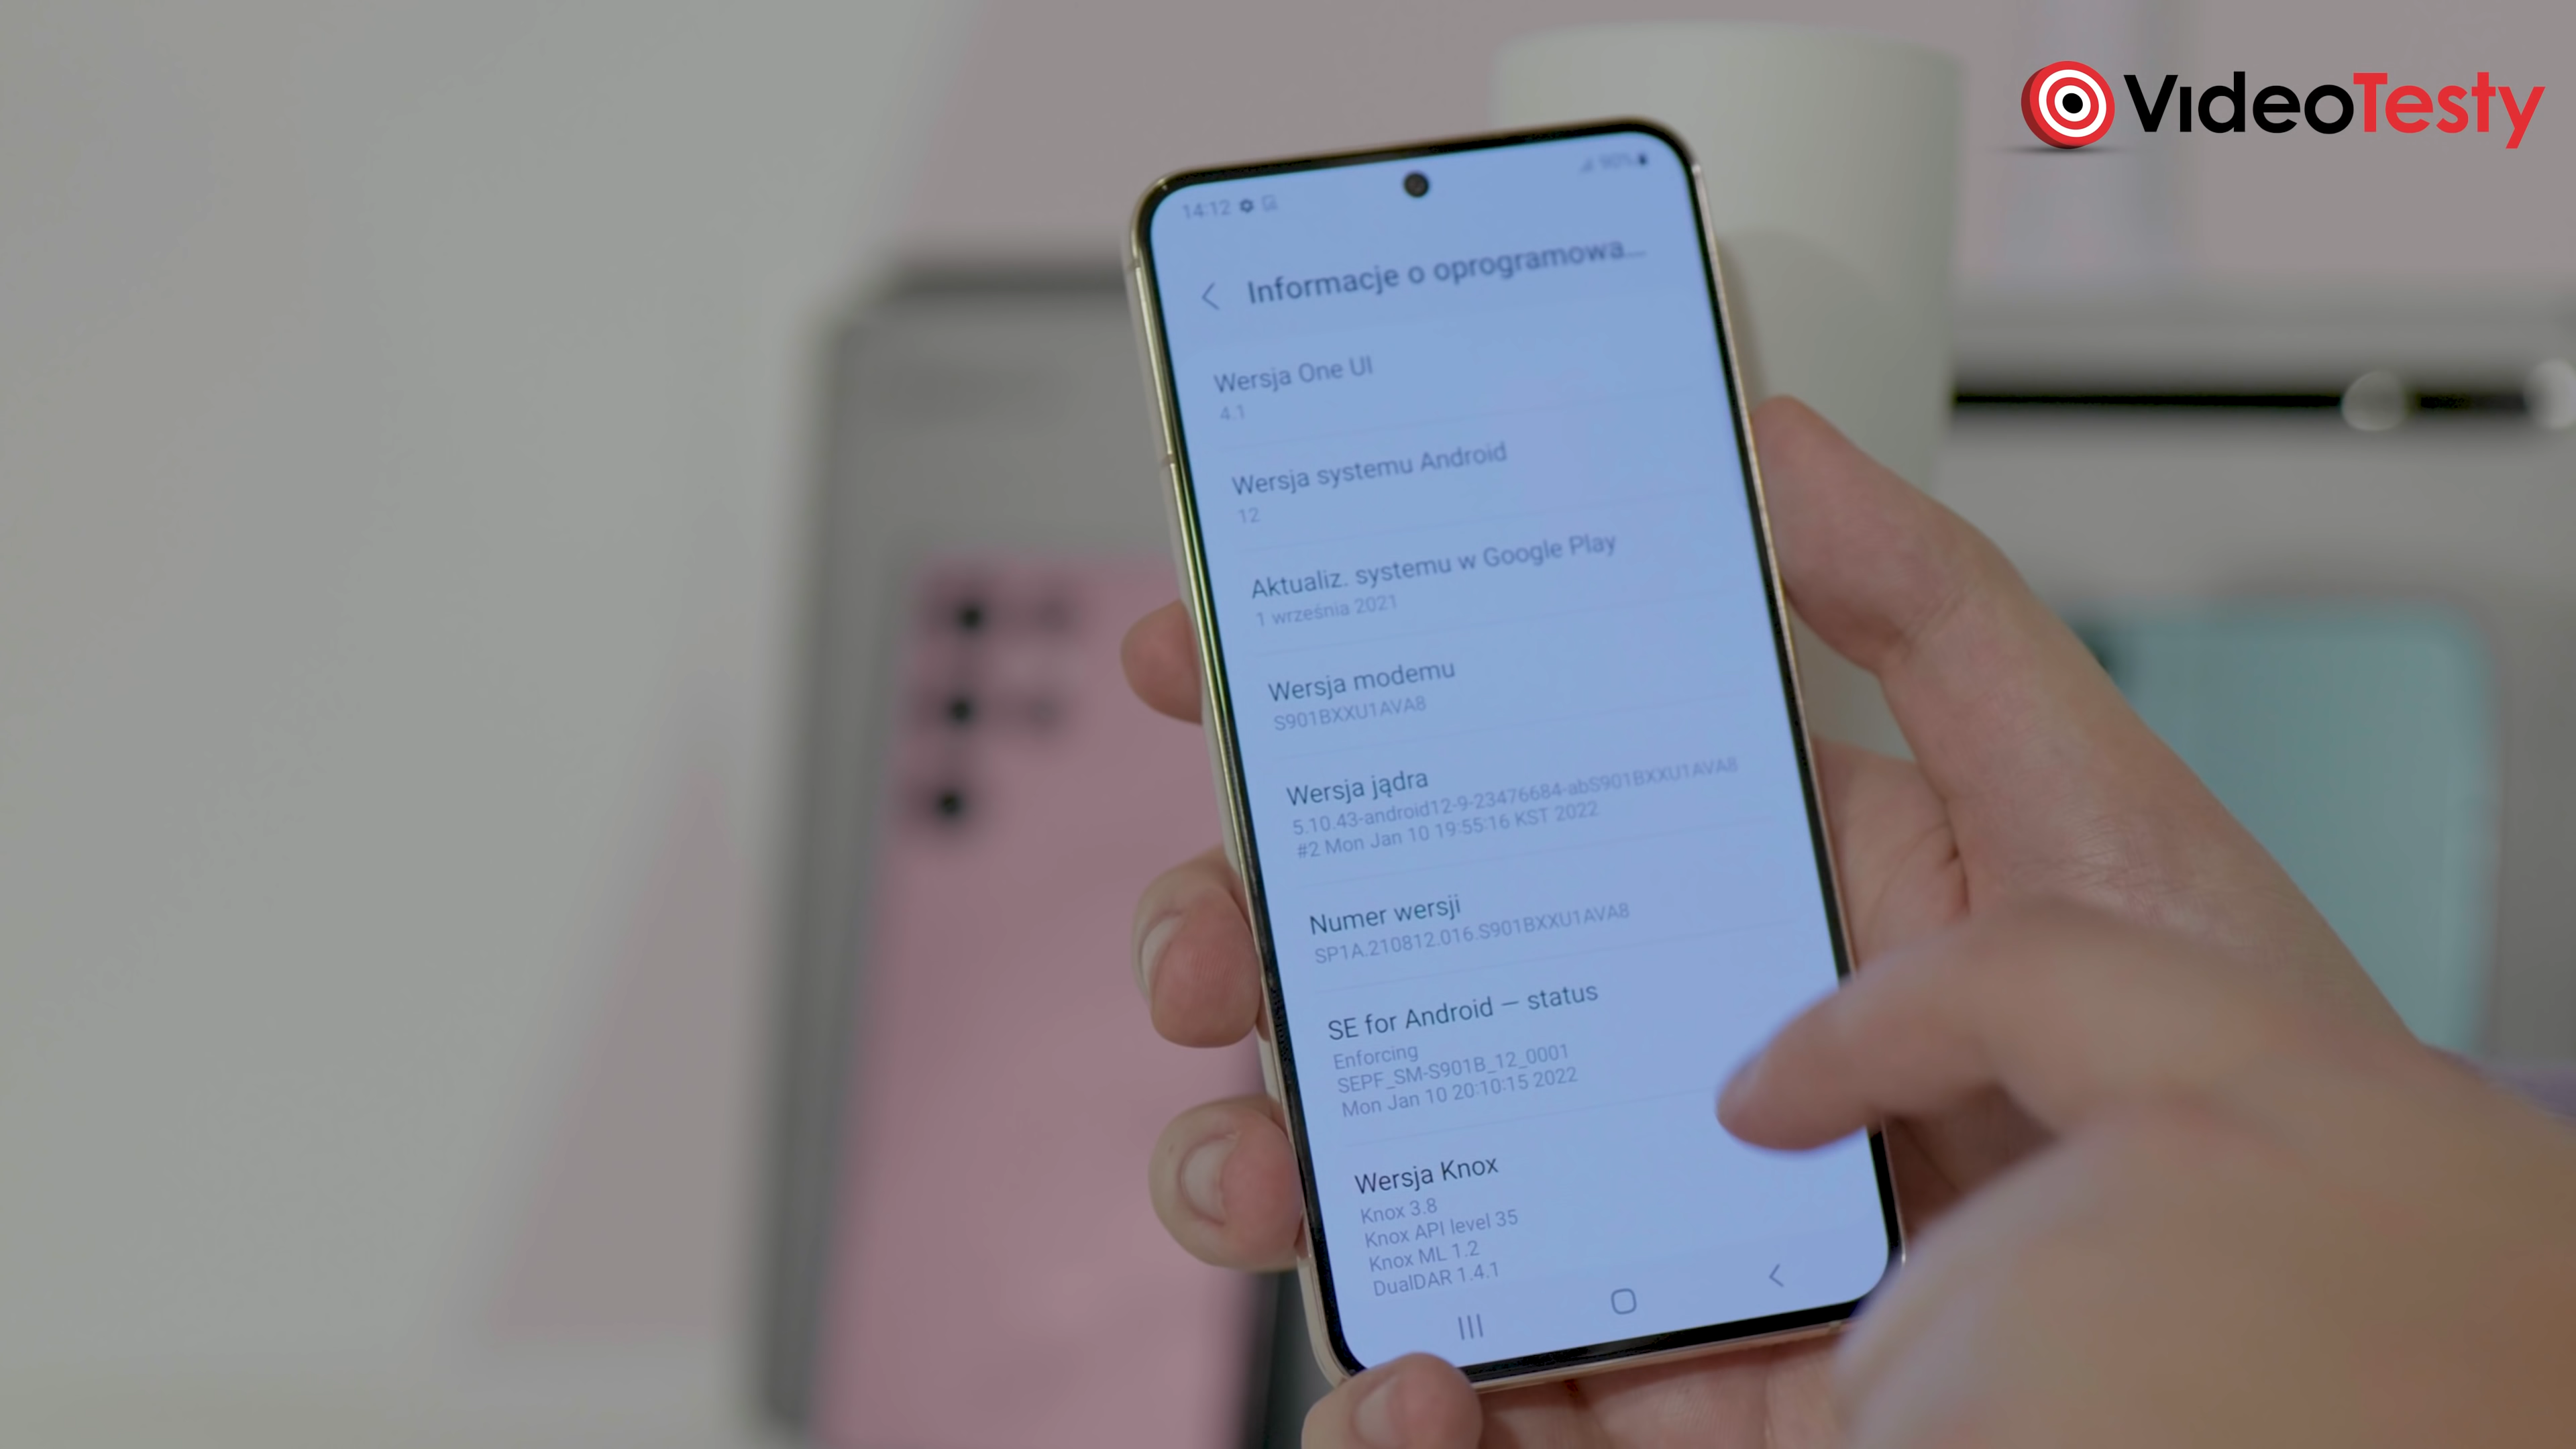 VideoTesty
14:12 90%
Informacje o oprogramowa...
Wersja One UI
4.1
Wersja systemu Android
12
Aktualiz. systemu w Google Play
1 września 2021
Wersja modemu
S901BXXU1AVA8
Wersja jądra
5.10.43-android12-9-23476684-abS901BXXU1AVA8
#2 Mon Jan 10 19:55:16 KST 2022
Numer wersji
SP1A.210812.016.S901BXXU1AVA8
SE for Android — status
Enforcing
SEPF_SM-S901B_12_0001
Mon Jan 10 20:10:15 2022
Wersja Knox
Knox 3.8
Knox API level 35
Knox ML 1.2
DualDAR 1.4.1